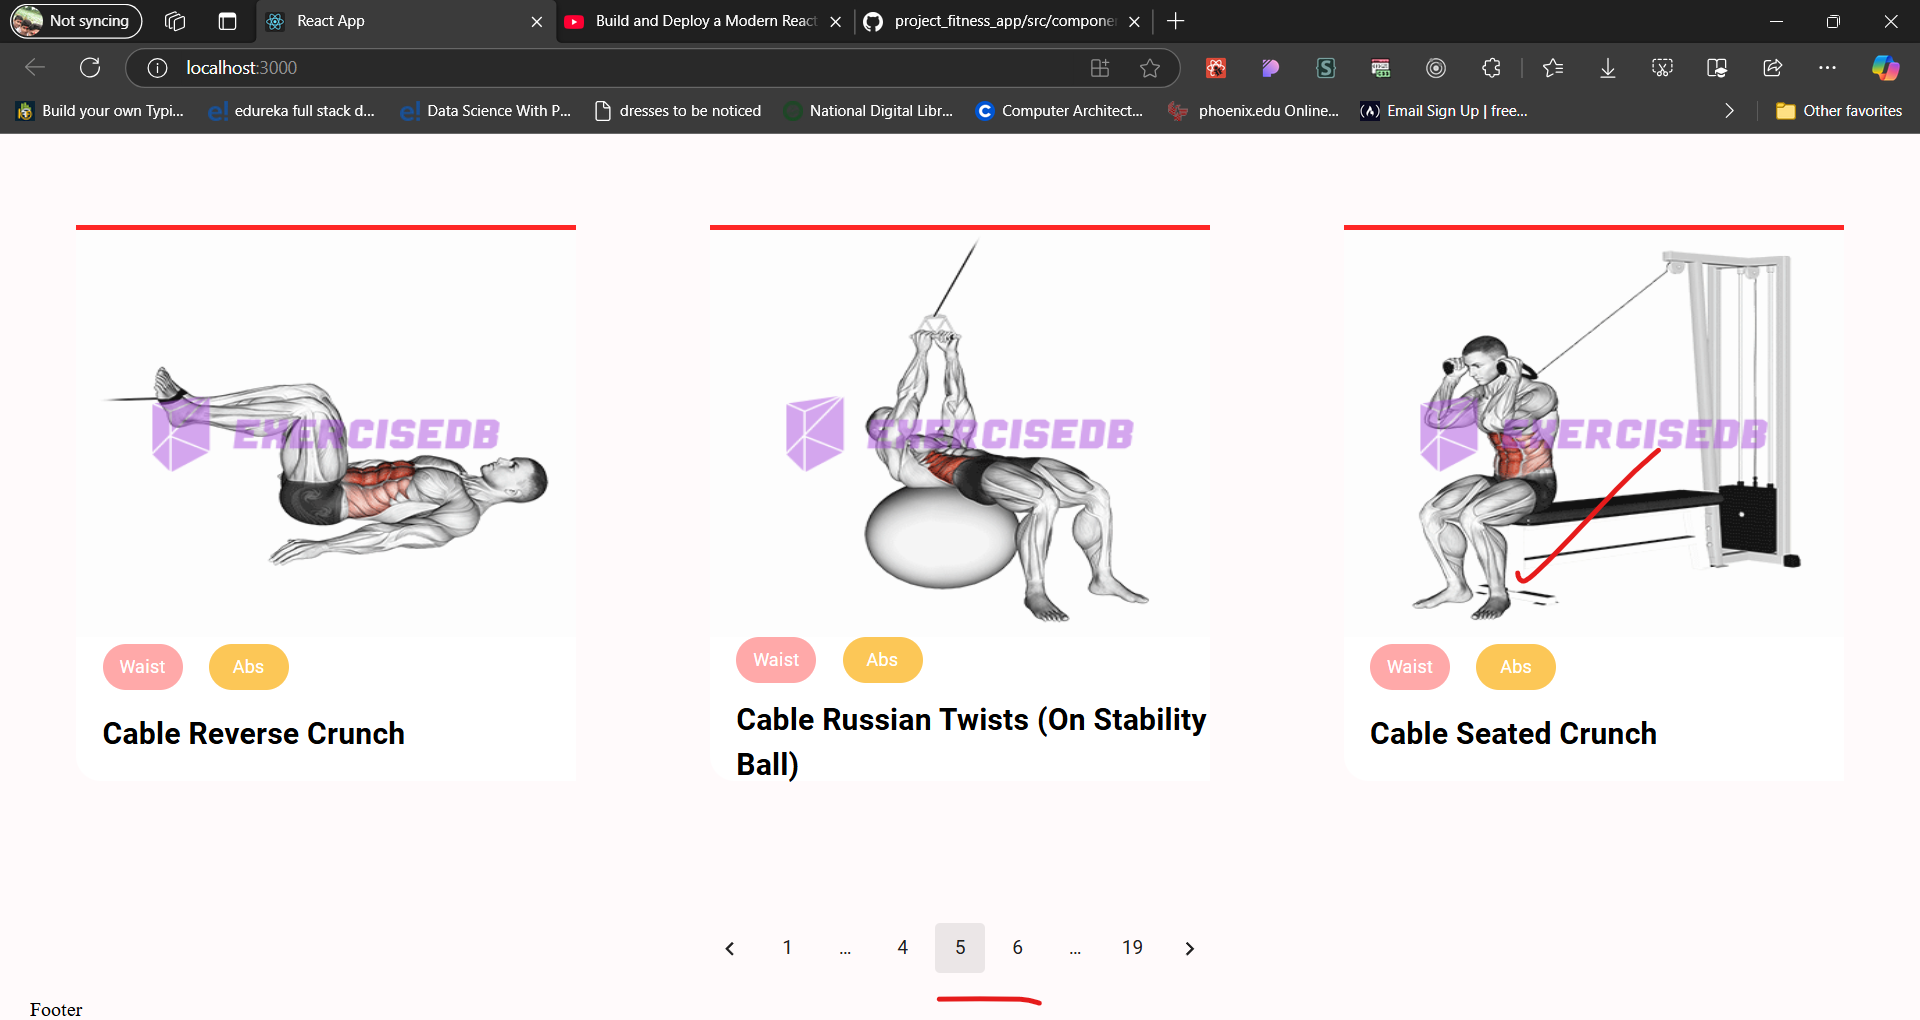 Not syncing
React App
Build and Deploy a Modern React
project_fitness_app/src/compone
localhost:3000
Build your own Typi...
edureka full stack d...
Data Science With P...
dresses to be noticed
National Digital Libr...
Computer Architect...
phoenix.edu Online...
Email Sign Up | free...
Other favorites
EXERCISEDB
EXERCISEDB
EXERCISEDB
Waist Abs
Cable Reverse Crunch
Waist Abs
Cable Russian Twists (On Stability
Ball)
Waist Abs
Cable Seated Crunch
1 ... 4 5 6 ... 19
Footer